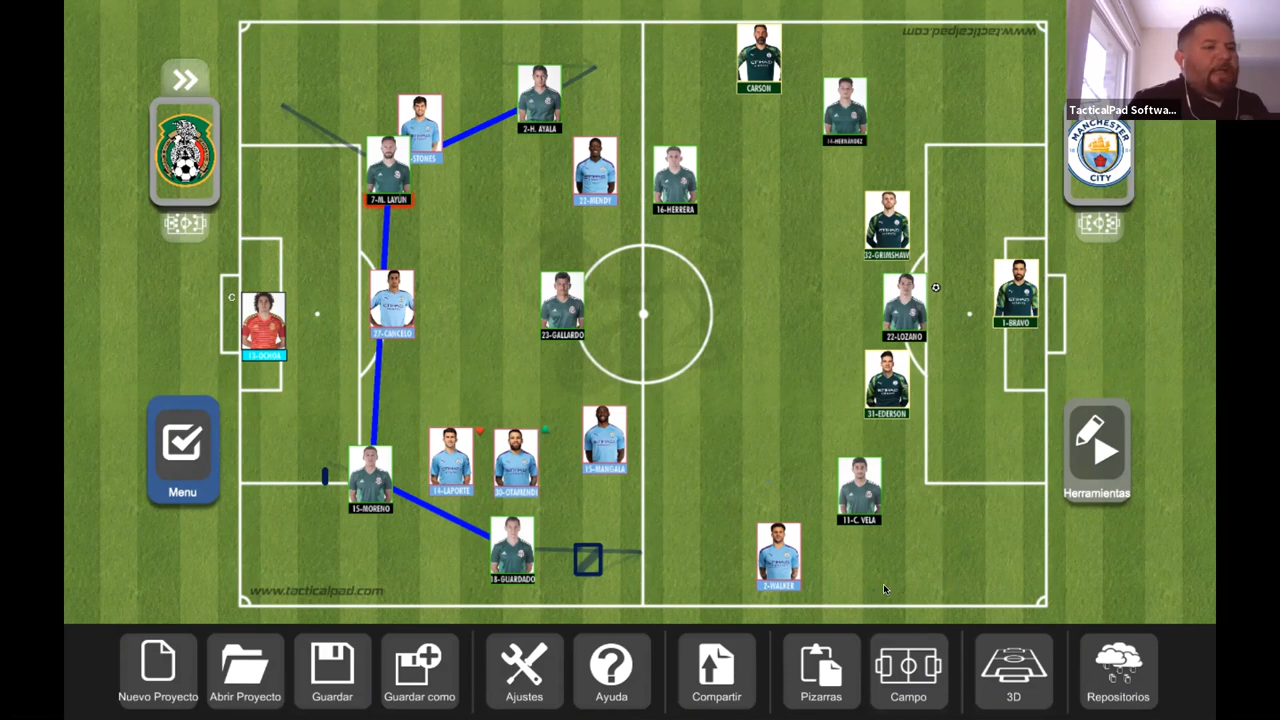 www.tacticalpad.com
CARSON
TacticalPad Softwa...
2-H. AYALA
14-HERNÁNDEZ
-STONES
MANCHESTER
CITY
7-M. LAYUN
22-MENDY
16-HERRERA
32-GRIMSHAW
C
27-CANCELO
23-GALLARDO
22-LOZANO
1-BRAVO
13-OCHOA
31-EDERSON
15-MANGALA
14-LAPORTE
30-OTAMENDI
Menu
Herramientas
15-MORENO
11-C. VELA
18-GUARDADO
2-WALKER
www.tacticalpad.com
Nuevo Proyecto
Abrir Proyecto
Guardar
Guardar como
Ajustes
Ayuda
Compartir
Pizarras
Campo
3D
Repositorios